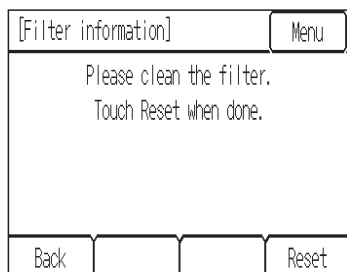 [Filter information]
Menu
Please clean the filter.
Touch Reset when done.
Back
Reset